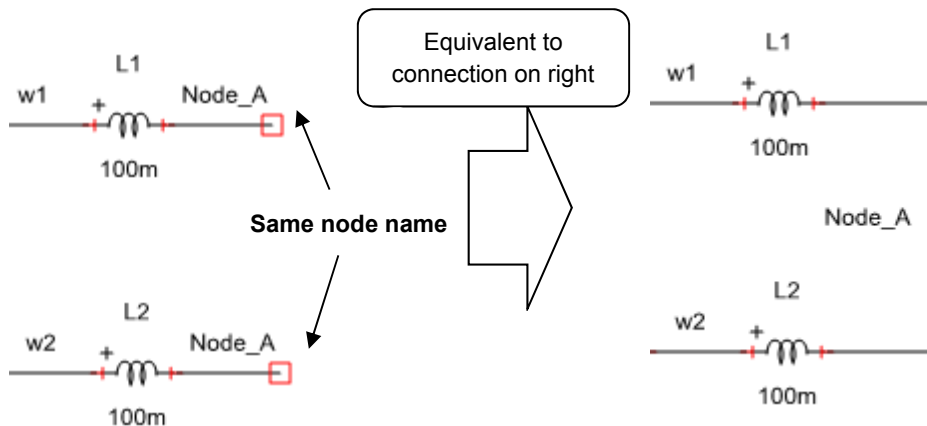 L1
w1
+
Node_A
100m
Same node name
L2
w2
+
Node_A
100m
Equivalent to
connection on right
L1
w1
+
100m
Node_A
L2
w2
+
100m